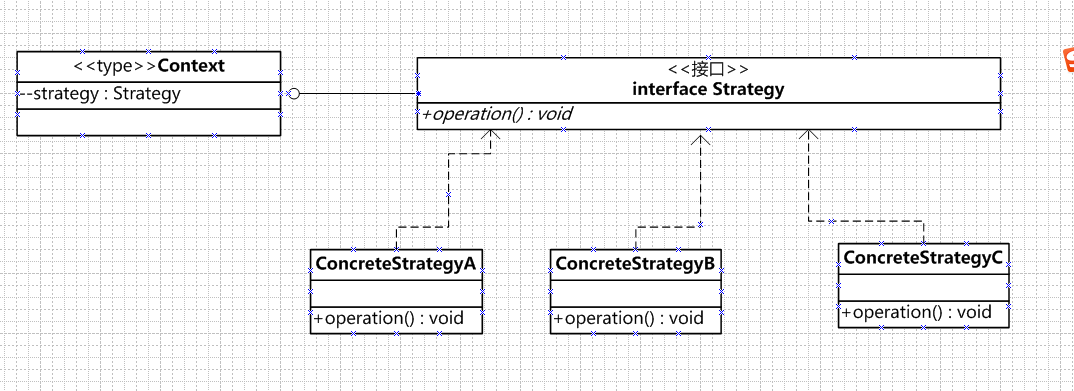 <<type>>Context
--strategy : Strategy
<<接口>>
interface Strategy
+operation() : void
ConcreteStrategyA
+operation() : void
ConcreteStrategyB
+operation() : void
ConcreteStrategyC
+operation() : void